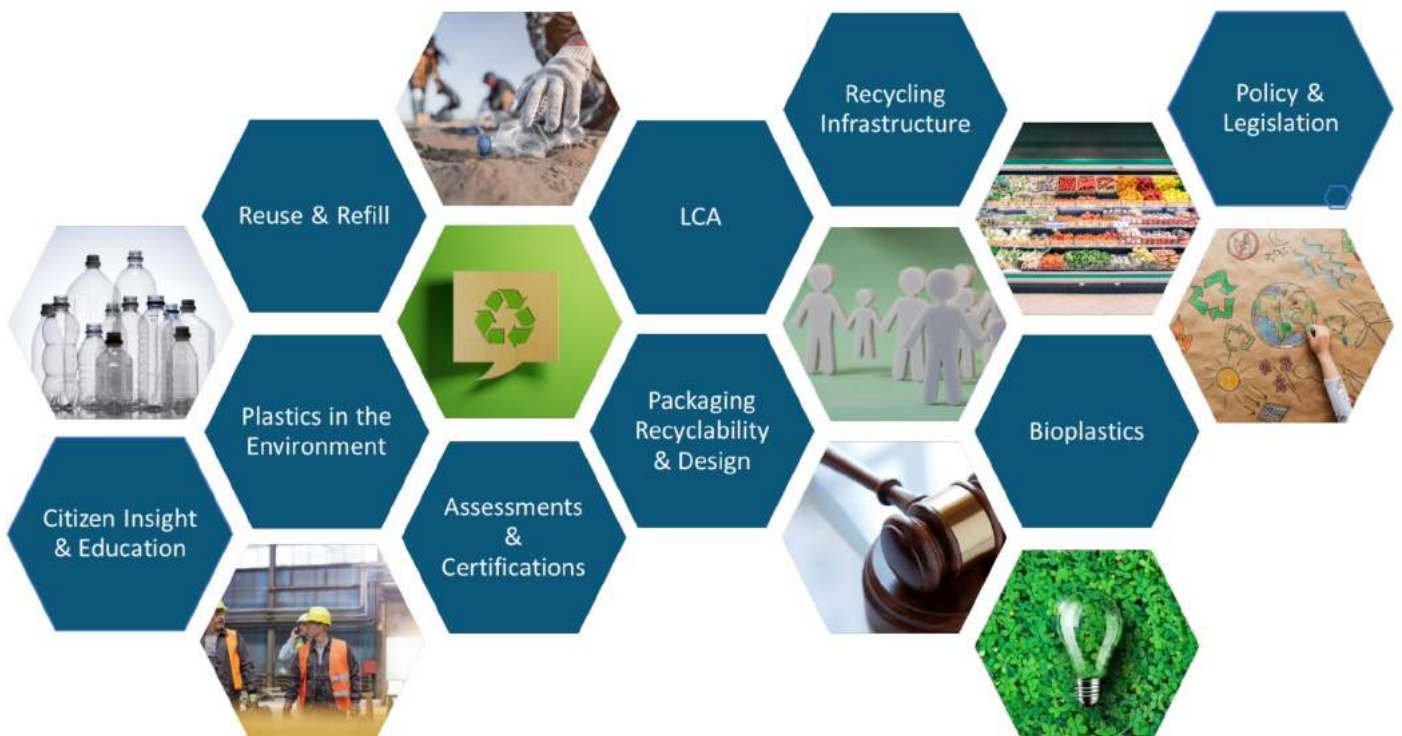 Recycling
Infrastructure
Policy &
Legislation
Reuse & Refill
LCA
Plastics in the
Environment
Packaging
Recyclability
& Design
Bioplastics
Citizen Insight
& Education
Assessments
&
Certifications